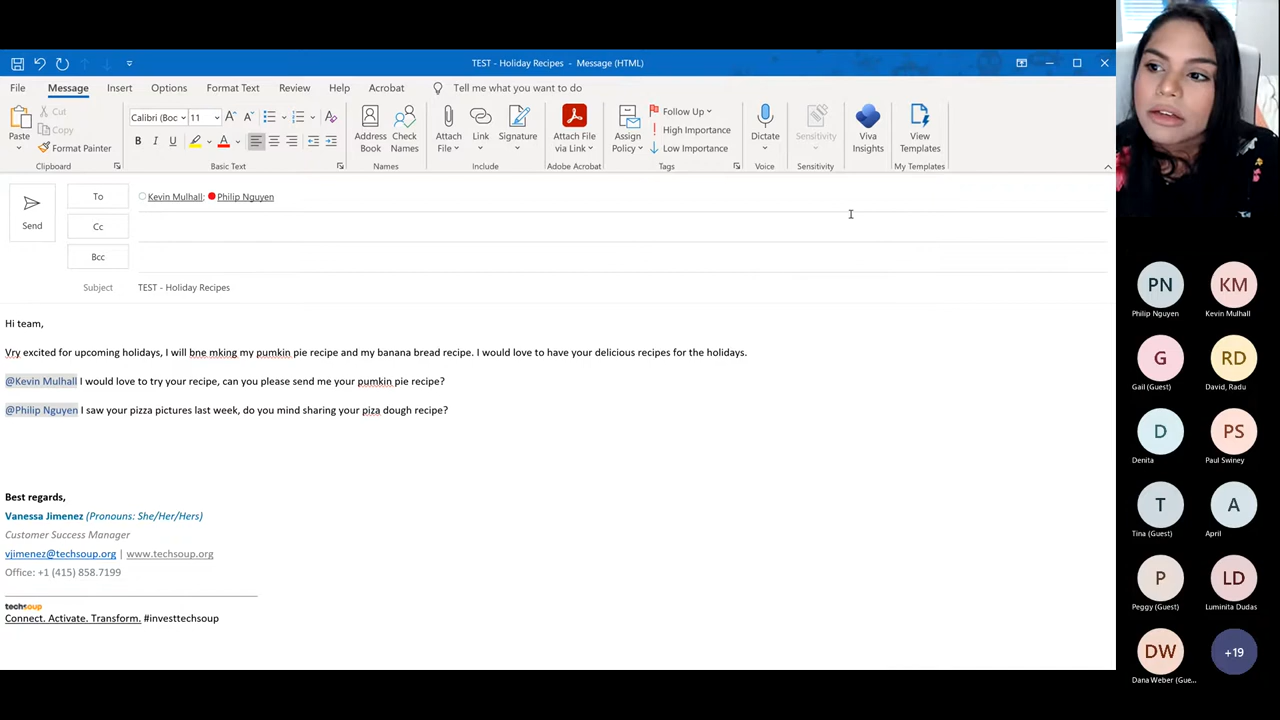 TEST - Holiday Recipes - Message (HTML)
File Message Insert Options Format Text Review Help Acrobat Tell me what you want to do
Paste
Cut
Copy
Format Painter
Clipboard
Calibri (Boc 11
B I U
Basic Text
Address Book
Check Names
Names
Attach File
Link
Signature
Include
Attach File via Link
Adobe Acrobat
Assign Policy
Follow Up
High Importance
Low Importance
Tags
Dictate
Voice
Sensitivity
Sensitivity
Viva Insights
View Templates
My Templates
Send
To Kevin Mulhall; Philip Nguyen
Cc
Bcc
Subject TEST - Holiday Recipes
Hi team,
Vry excited for upcoming holidays, I will bne mking my pumkin pie recipe and my banana bread recipe. I would love to have your delicious recipes for the holidays.
@Kevin Mulhall I would love to try your recipe, can you please send me your pumkin pie recipe?
@Philip Nguyen I saw your pizza pictures last week, do you mind sharing your piza dough recipe?
Best regards,
Vanessa Jimenez (Pronouns: She/Her/Hers)
Customer Success Manager
vjimenez@techsoup.org | www.techsoup.org
Office: +1 (415) 858.7199
techsoup
Connect. Activate. Transform. #investtechsoup
PN KM
Philip Nguyen Kevin Mulhall
G RD
Gail (Guest) David, Radu
D PS
Denita Paul Swiney
T A
Tina (Guest) April
P LD
Peggy (Guest) Luminita Dudas
DW +19
Dana Weber (Gue...